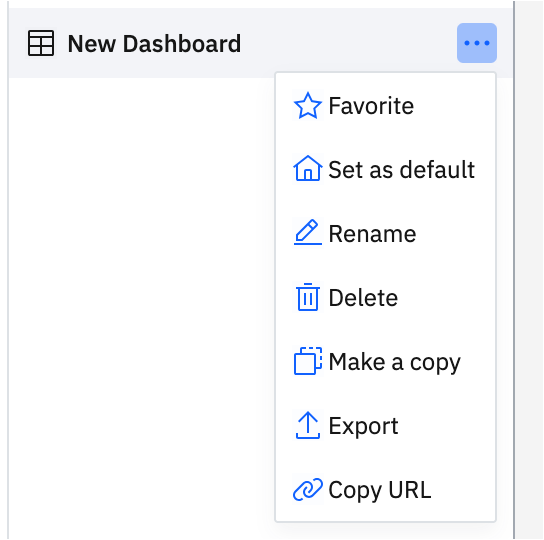 New Dashboard
Favorite
Set as default
Rename
Delete
Make a copy
Export
Copy URL